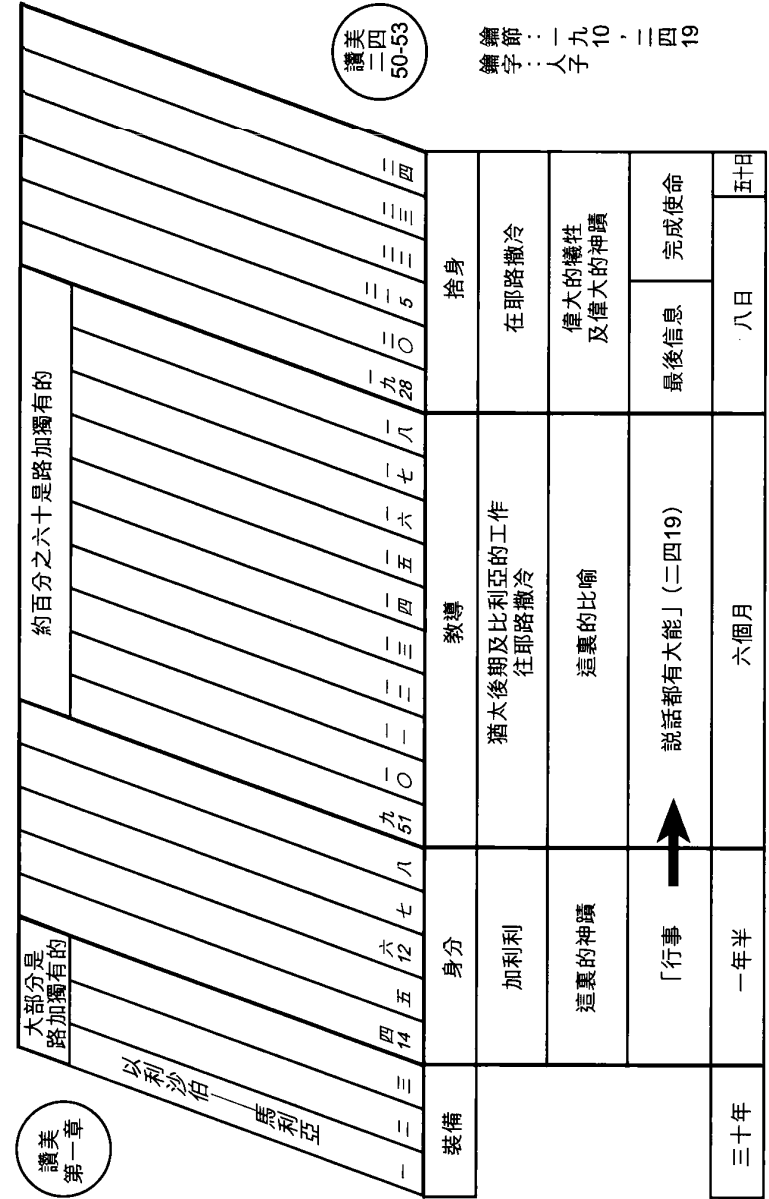 讚美
第一章
大部分是
路加獨有的
約百分之六十是路加獨有的
讚美
二四
50-53
鑰節：一九10，二四19
鑰字：人子
以利沙伯——馬利亞
一
二
三
四14
五
六12
七
八
九51
一〇
一一
一二
一三
一四
一五
一六
一七
一八
一九28
二〇
二一5
二二
二三
二四
裝備
身分
教導
捨身
加利利
猶太後期及比利亞的工作
往耶路撒冷
在耶路撒冷
這裏的神蹟
這裏的比喻
偉大的犧牲
及偉大的神蹟
「行事
説話都有大能」（二四19）
最後信息
完成使命
三十年
一年半
六個月
八日
五十日